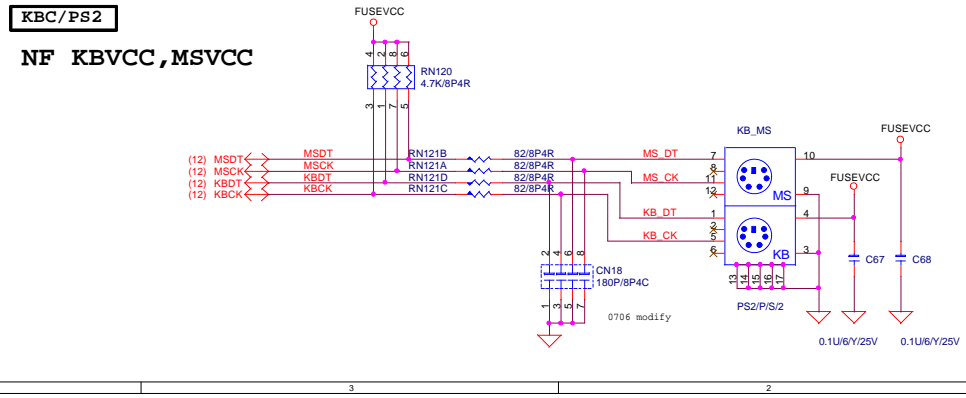 KBC/PS2
NF KBVCC,MSVCC
FUSEVCC
4 2 8 6
RN120
4.7K/8P4R
3 1 7 5
KB_MS
FUSEVCC
(12) MSDT MSDT RN121B 82/8P4R MS_DT 7 10
(12) MSCK MSCK RN121A 82/8P4R 8
(12) KBDT KBDT RN121D 82/8P4R MS_CK 11 FUSEVCC
(12) KBCK KBCK RN121C 82/8P4R 12 MS 9
KB_DT 1 4
2
KB_CK 5
6 KB 3
2 4 6 8
C67 C68
CN18
180P/8P4C
13 14 15 16 17
1 3 5 7
PS2/P/S/2
0706 modify
0.1U/6/Y/25V 0.1U/6/Y/25V
3 2